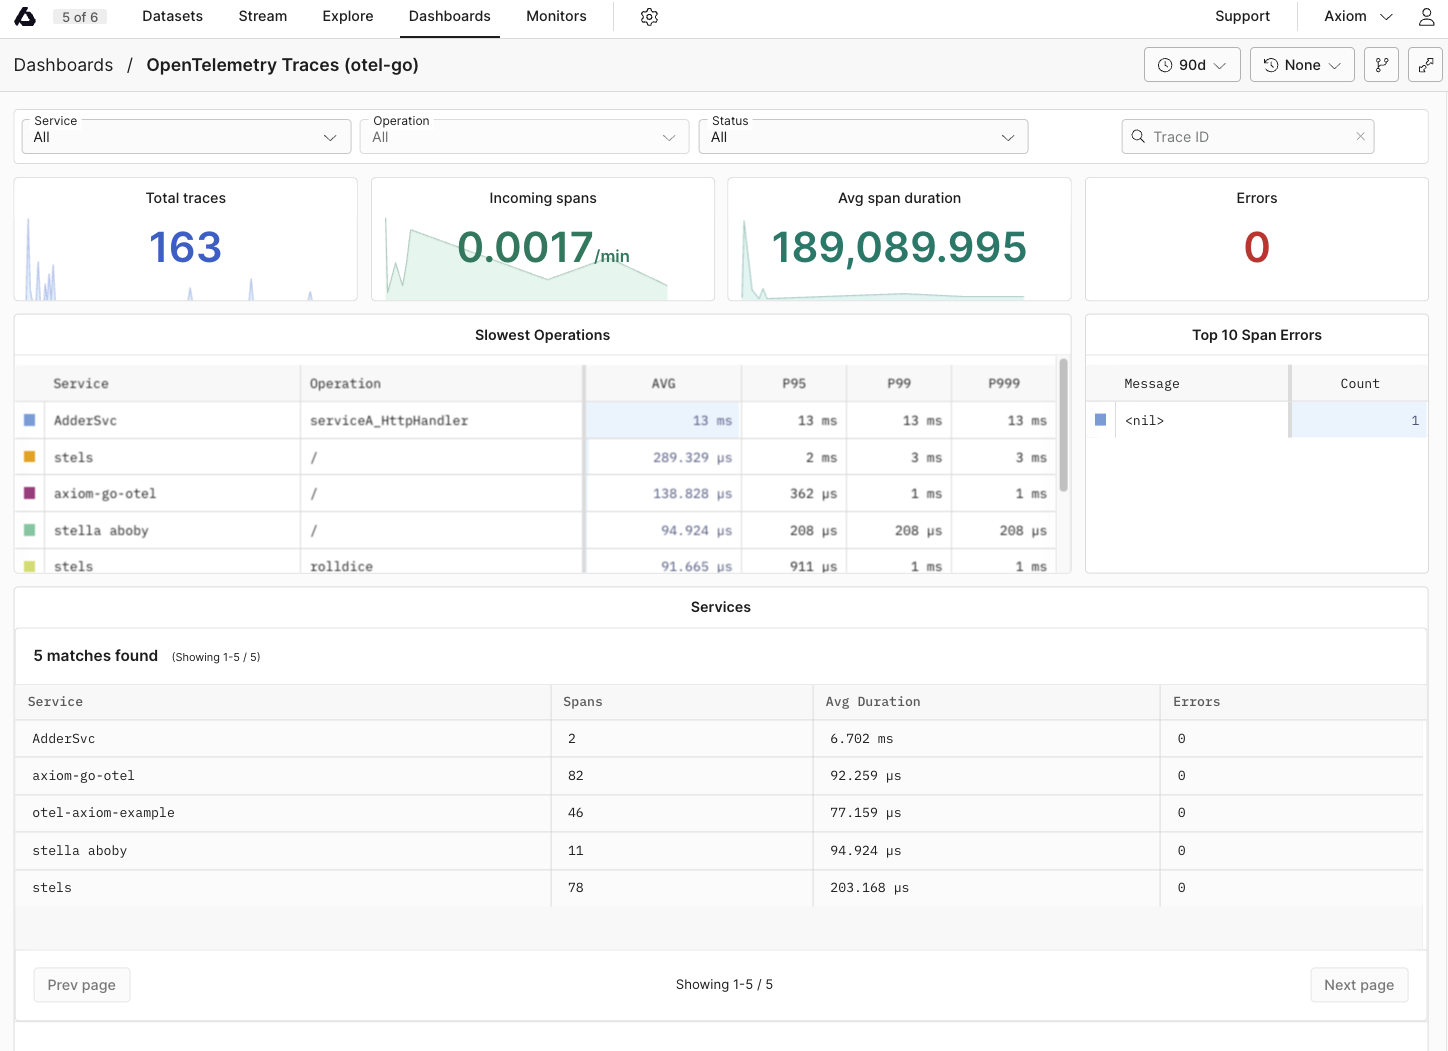 5 of 6 Datasets Stream Explore Dashboards Monitors Support Axiom
Dashboards / OpenTelemetry Traces (otel-go) 90d None
Service Operation Status
All All All Trace ID
Total traces Incoming spans Avg span duration Errors
163 0.0017/min 189,089.995 0
Slowest Operations Top 10 Span Errors
Service Operation AVG P95 P99 P999 Message Count
AdderSvc serviceA_HttpHandler 13 ms 13 ms 13 ms 13 ms <nil> 1
stels / 289.329 µs 2 ms 3 ms 3 ms
axiom-go-otel / 138.828 µs 362 µs 1 ms 1 ms
stella aboby / 94.924 µs 208 µs 208 µs 208 µs
stels rolldice 91.665 µs 911 µs 1 ms 1 ms
Services
5 matches found (Showing 1-5 / 5)
Service Spans Avg Duration Errors
AdderSvc 2 6.702 ms 0
axiom-go-otel 82 92.259 µs 0
otel-axiom-example 46 77.159 µs 0
stella aboby 11 94.924 µs 0
stels 78 203.168 µs 0
Prev page Showing 1-5 / 5 Next page